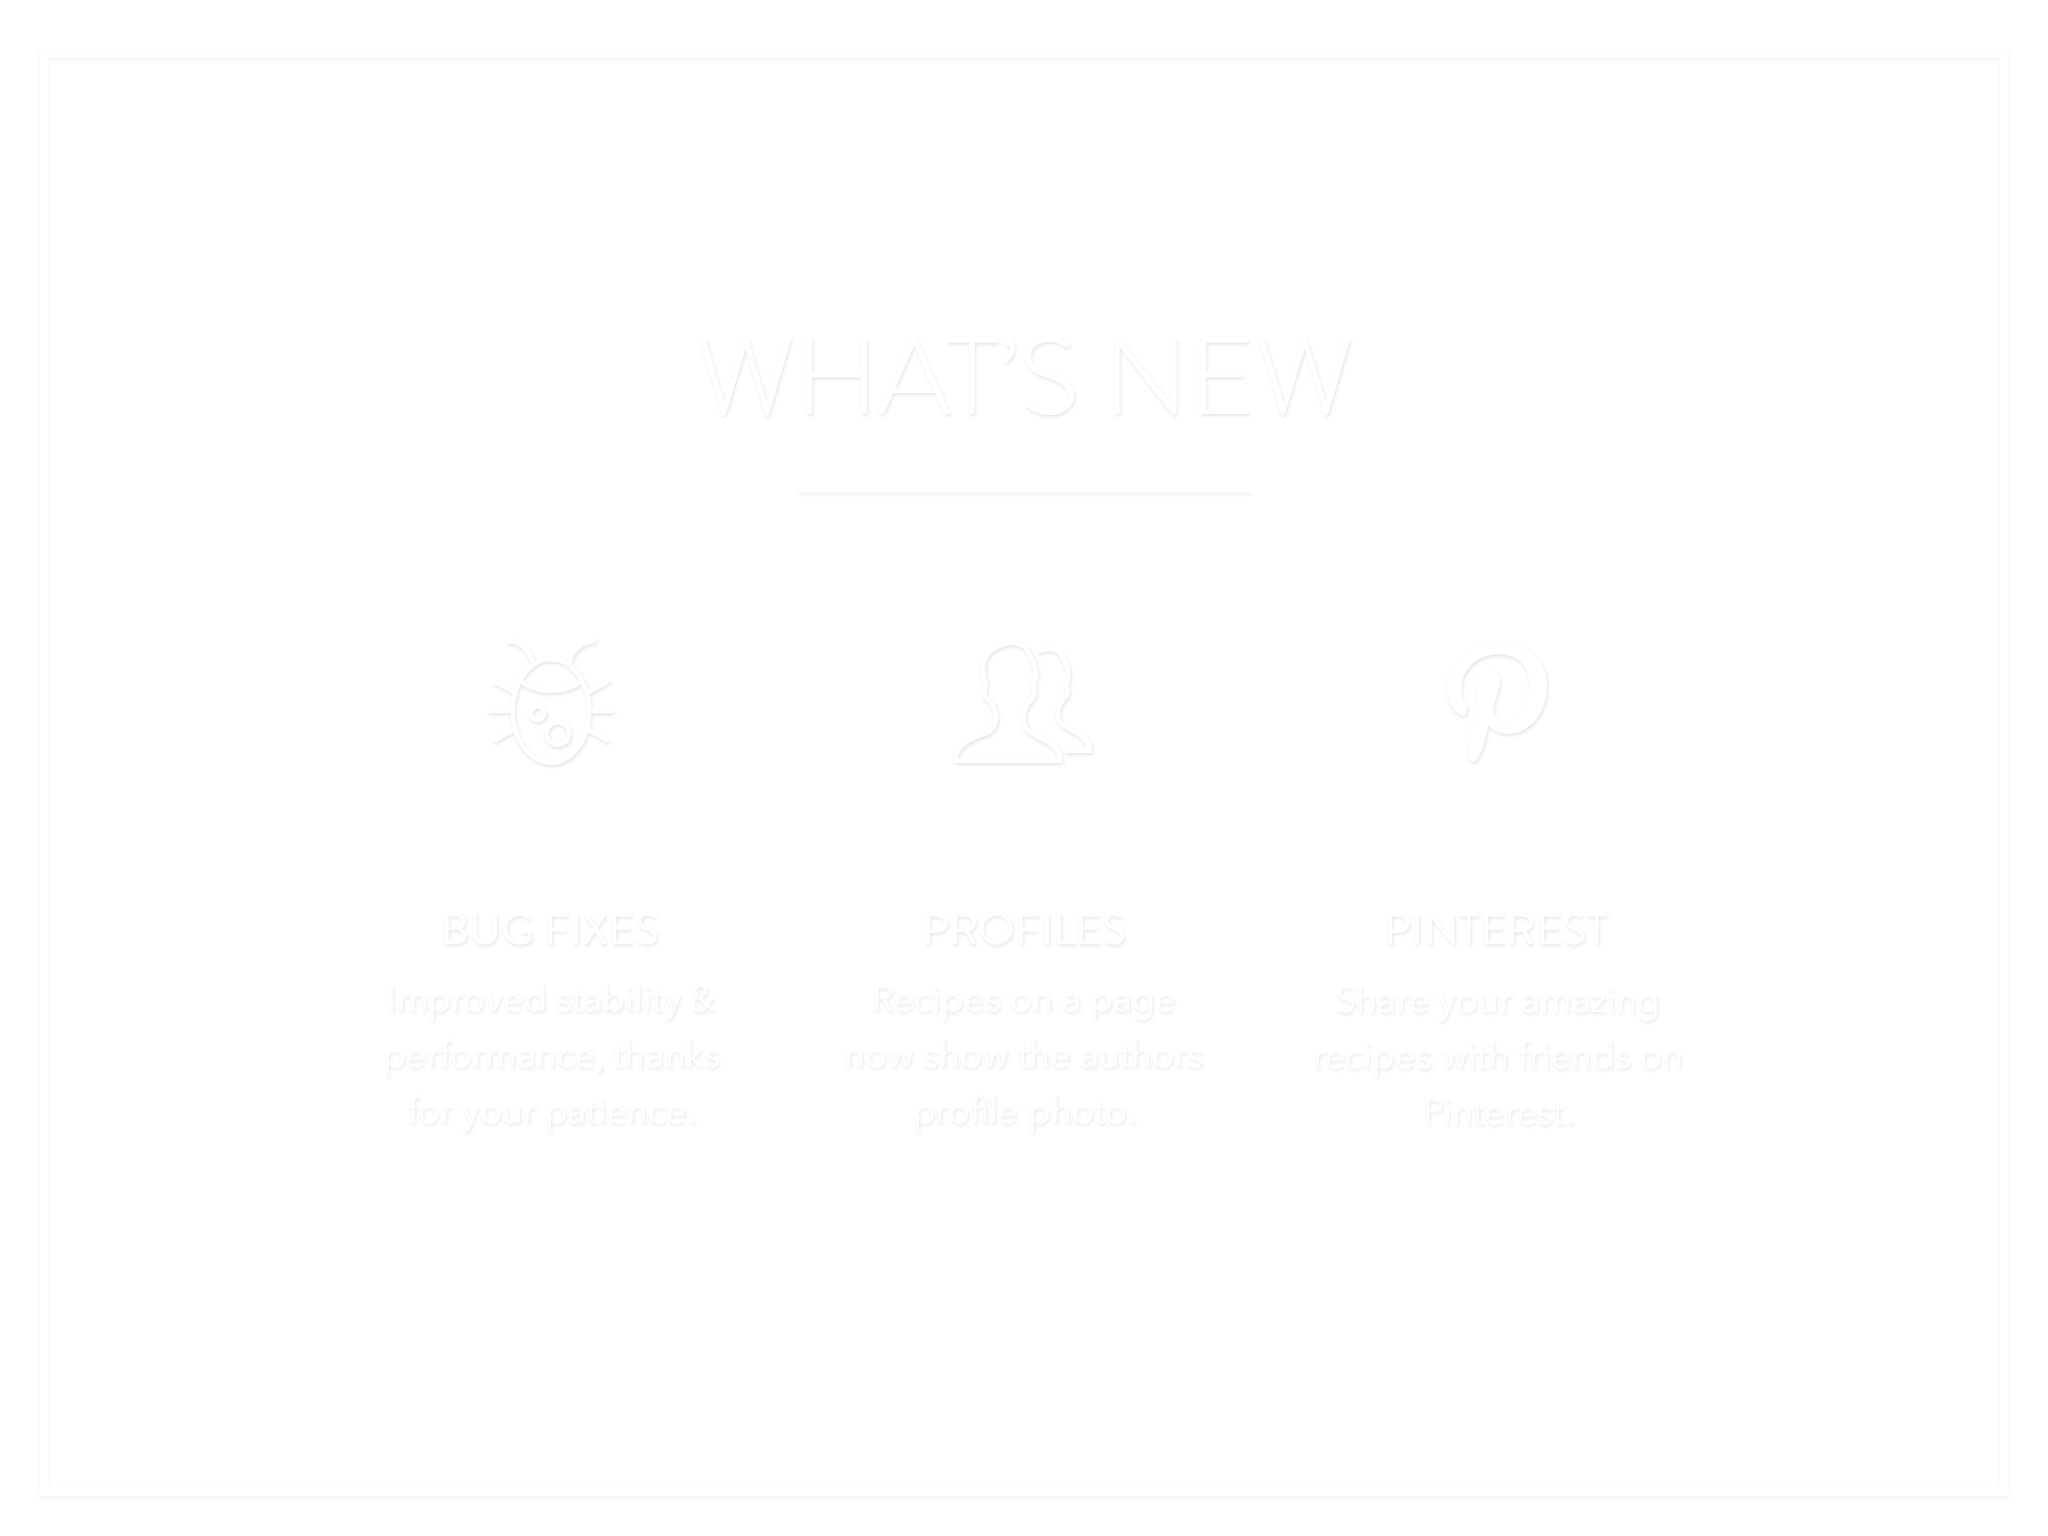 WHAT’S NEW
BUG FIXES
Improved stability &
performance, thanks
for your patience.
PROFILES
Recipes on a page
now show the authors
profile photo.
PINTEREST
Share your amazing
recipes with friends on
Pinterest.